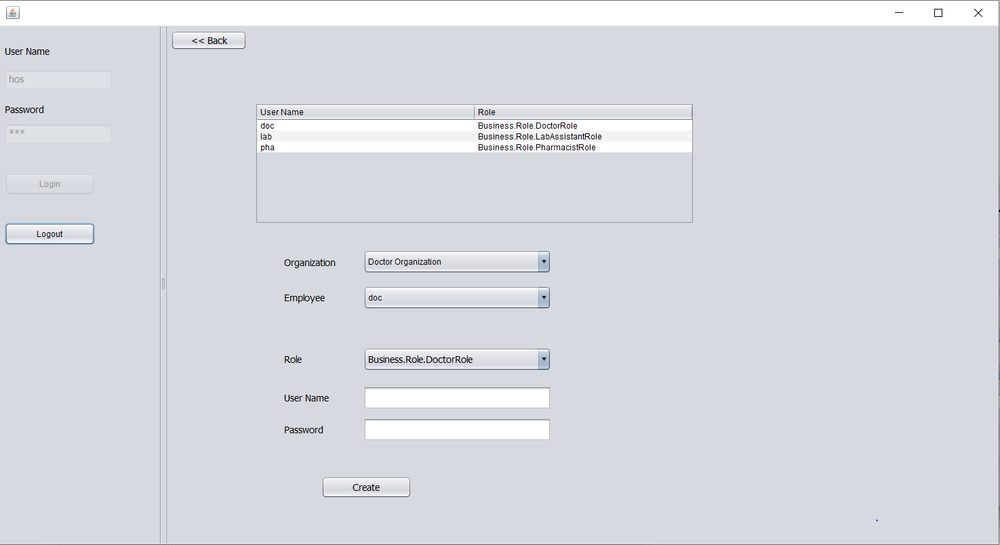 << Back
User Name
hos
Password
***
Login
Logout
User Name Role
doc Business.Role.DoctorRole
lab Business.Role.LabAssistantRole
pha Business.Role.PharmacistRole
Organization Doctor Organization
Employee doc
Role Business.Role.DoctorRole
User Name
Password
Create